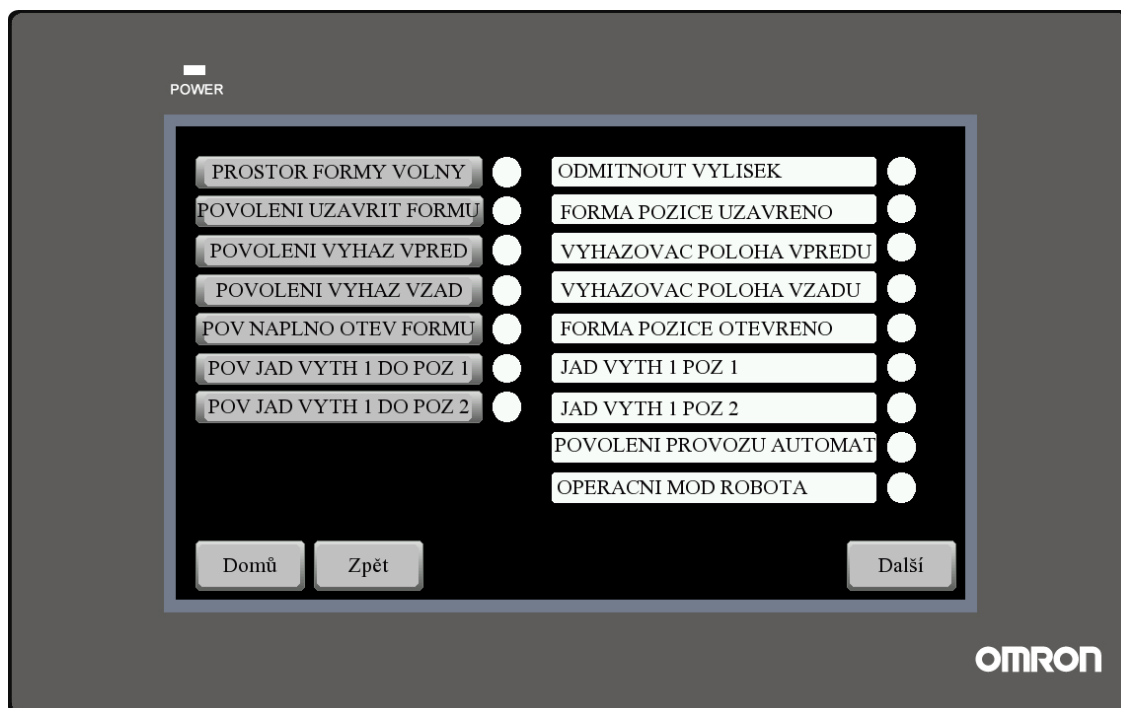 POWER
PROSTOR FORMY VOLNY
POVOLENI UZAVRIT FORMU
POVOLENI VYHAZ VPRED
POVOLENI VYHAZ VZAD
POV NAPLNO OTEV FORMU
POV JAD VYTH 1 DO POZ 1
POV JAD VYTH 1 DO POZ 2
ODMITNOUT VYLISEK
FORMA POZICE UZAVRENO
VYHAZOVAC POLOHA VPREDU
VYHAZOVAC POLOHA VZADU
FORMA POZICE OTEVRENO
JAD VYTH 1 POZ 1
JAD VYTH 1 POZ 2
POVOLENI PROVOZU AUTOMAT
OPERACNI MOD ROBOTA
Domů
Zpět
Další
OMRON